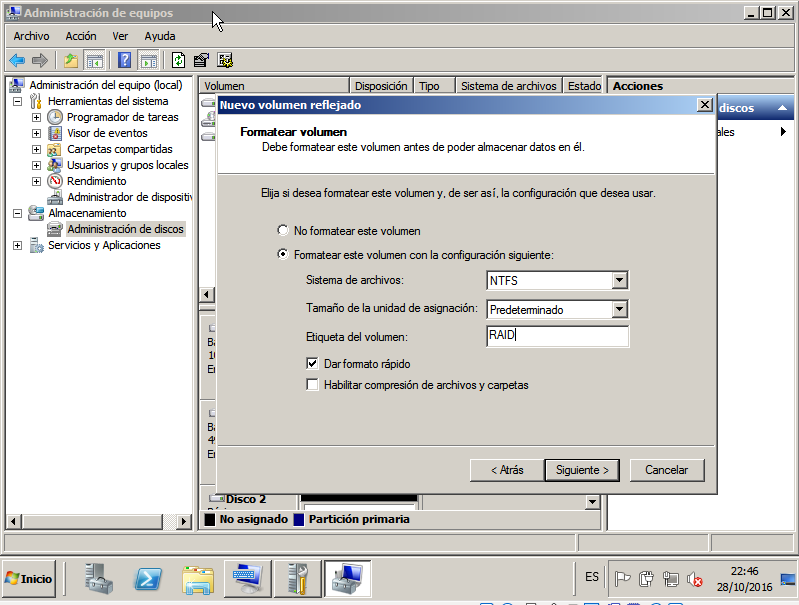 Administración de equipos
Archivo Acción Ver Ayuda
Administración del equipo (local)
Herramientas del sistema
Programador de tareas
Visor de eventos
Carpetas compartidas
Usuarios y grupos locales
Rendimiento
Administrador de dispositi
Almacenamiento
Administración de discos
Servicios y Aplicaciones
Volumen Disposición Tipo Sistema de archivos Estado
Acciones
discos
ales
Nuevo volumen reflejado
Formatear volumen
Debe formatear este volumen antes de poder almacenar datos en él.
Elija si desea formatear este volumen y, de ser así, la configuración que desea usar.
No formatear este volumen
Formatear este volumen con la configuración siguiente:
Sistema de archivos: NTFS
Tamaño de la unidad de asignación: Predeterminado
Etiqueta del volumen: RAID
Dar formato rápido
Habilitar compresión de archivos y carpetas
< Atrás Siguiente > Cancelar
Ba
10
En
Ba
49
En
Disco 2
No asignado Partición primaria
Inicio
ES
22:46
28/10/2016